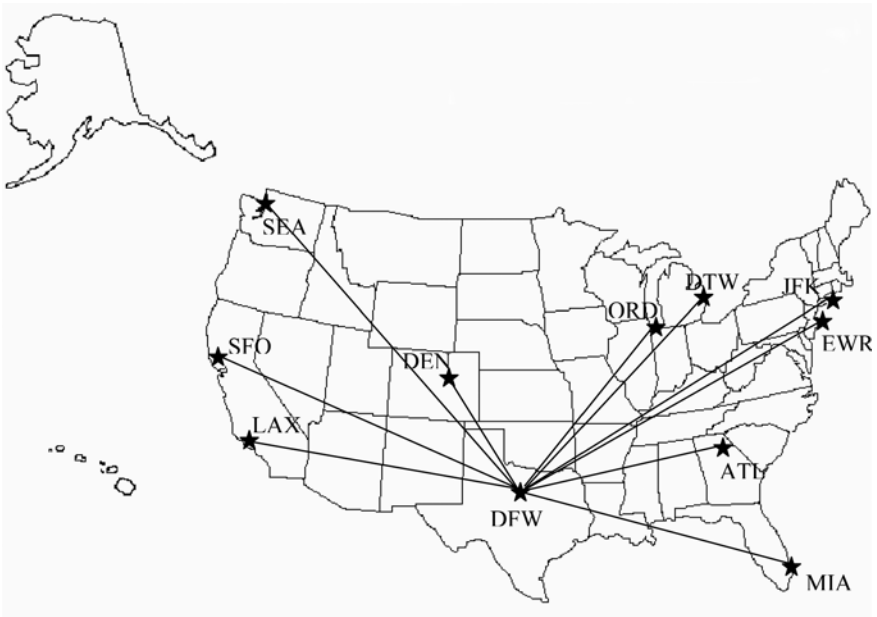 SEA
DTW
JFK
ORD
EWR
SFO
DEN
LAX
ATL
DFW
MIA